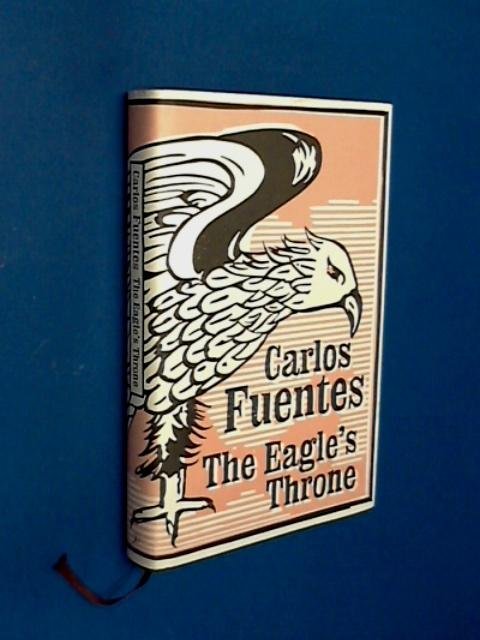 Carlos Fuentes The Eagle's Throne
Carlos
Fuentes
The Eagle's
Throne